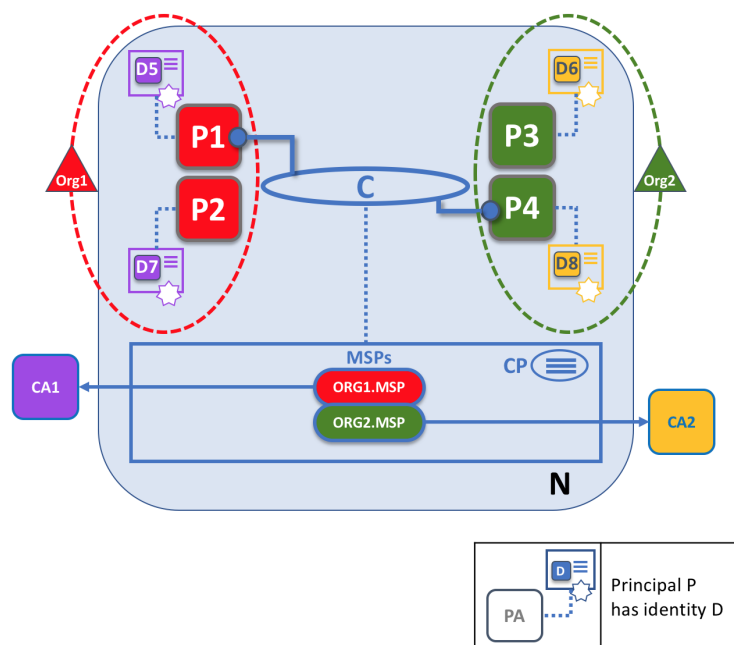 D5
D6
P1
P3
Org1
C
Org2
P2
P4
D7
D8
MSPs
CP
CA1
ORG1.MSP
ORG2.MSP
CA2
N
D
PA
Principal P
has identity D